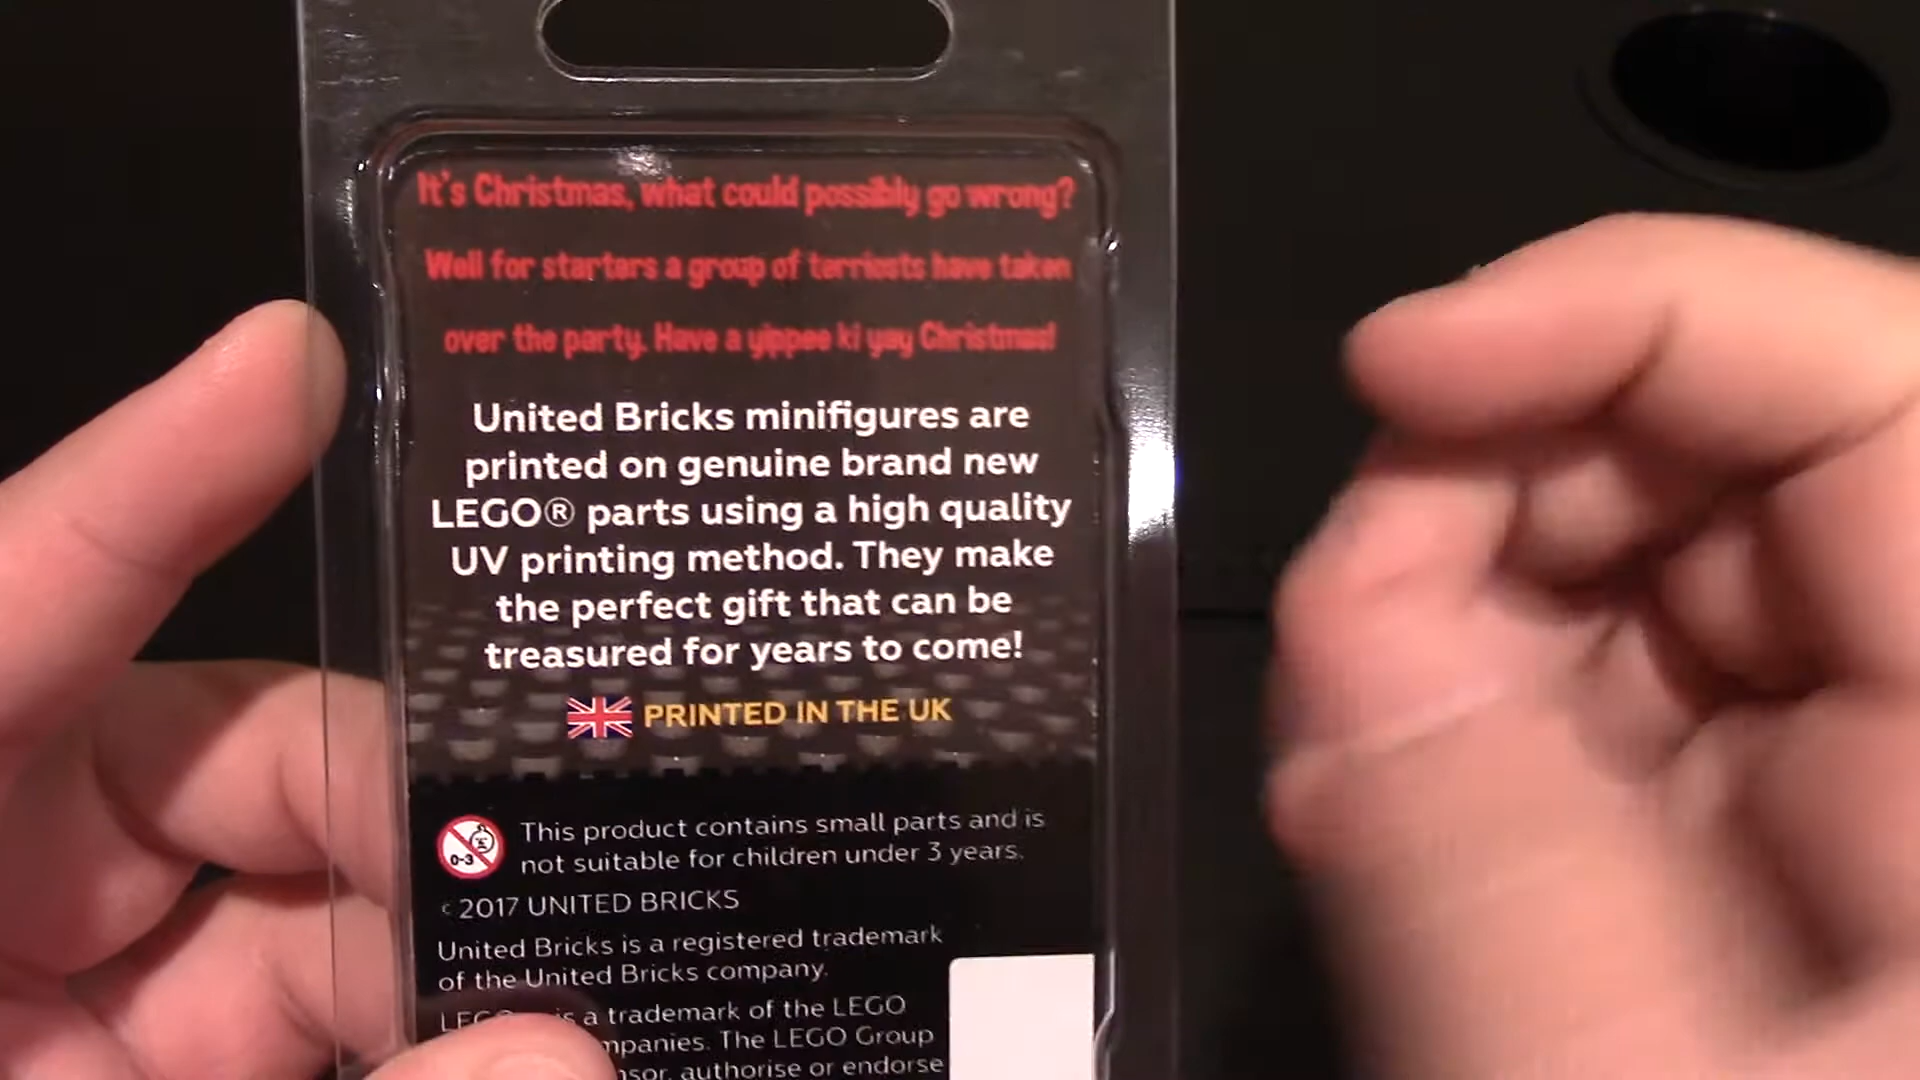 It's Christmas, what could possibly go wrong?
Well for starters a group of terriosts have taken
over the party. Have a yippee ki yay Christmas!
United Bricks minifigures are
printed on genuine brand new
LEGO® parts using a high quality
UV printing method. They make
the perfect gift that can be
treasured for years to come!
PRINTED IN THE UK
0-3
This product contains small parts and is
not suitable for children under 3 years.
© 2017 UNITED BRICKS
United Bricks is a registered trademark
of the United Bricks company.
is a trademark of the LEGO
The LEGO Group
authorise or endorse